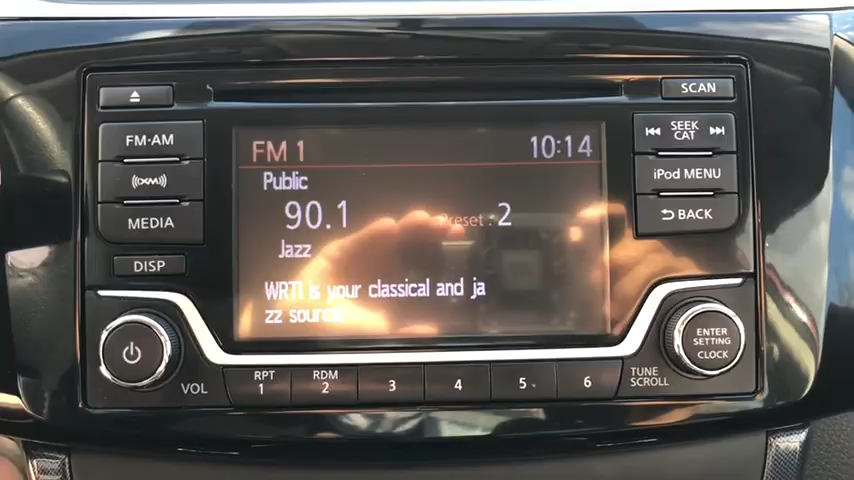 SCAN
FM·AM
SEEK
CAT
(XM)
iPod MENU
MEDIA
BACK
DISP
FM 1
10:14
Public
90.1
Preset : 2
Jazz
WRTI is your classical and ja
zz source
VOL
RPT
1
RDM
2
3
4
5
6
TUNE
SCROLL
ENTER
SETTING
CLOCK